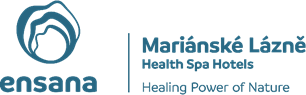 ensana
Mariánské Lázně
Health Spa Hotels
Healing Power of Nature